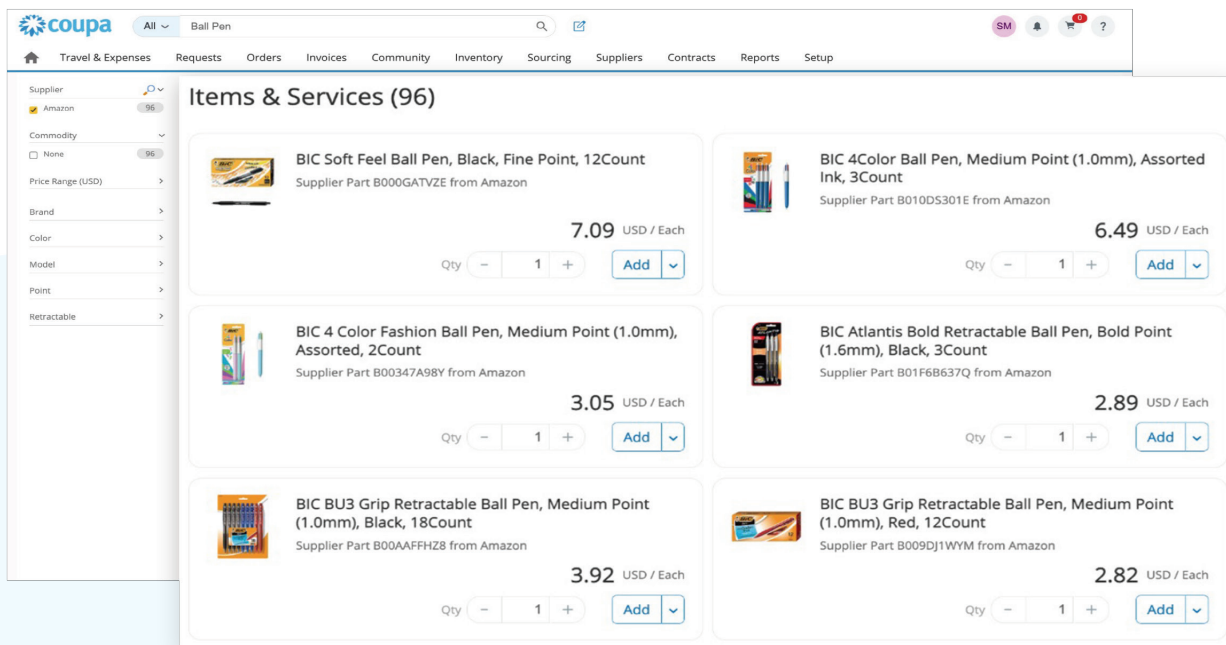 coupa All Ball Pen SM 0 ?
Travel & Expenses Requests Orders Invoices Community Inventory Sourcing Suppliers Contracts Reports Setup
Supplier
Amazon 96
Commodity
None 96
Price Range (USD)
Brand
Color
Model
Point
Retractable
Items & Services (96)
BIC Soft Feel Ball Pen, Black, Fine Point, 12Count
Supplier Part B000GATVZE from Amazon
7.09 USD / Each
Qty − 1 + Add
BIC 4Color Ball Pen, Medium Point (1.0mm), Assorted
Ink, 3Count
Supplier Part B010DS301E from Amazon
6.49 USD / Each
Qty − 1 + Add
BIC 4 Color Fashion Ball Pen, Medium Point (1.0mm),
Assorted, 2Count
Supplier Part B00347A98Y from Amazon
3.05 USD / Each
Qty − 1 + Add
BIC Atlantis Bold Retractable Ball Pen, Bold Point
(1.6mm), Black, 3Count
Supplier Part B01F6B637Q from Amazon
2.89 USD / Each
Qty − 1 + Add
BIC BU3 Grip Retractable Ball Pen, Medium Point
(1.0mm), Black, 18Count
Supplier Part B00AAFFHZ8 from Amazon
3.92 USD / Each
Qty − 1 + Add
BIC BU3 Grip Retractable Ball Pen, Medium Point
(1.0mm), Red, 12Count
Supplier Part B009DJ1WYM from Amazon
2.82 USD / Each
Qty − 1 + Add